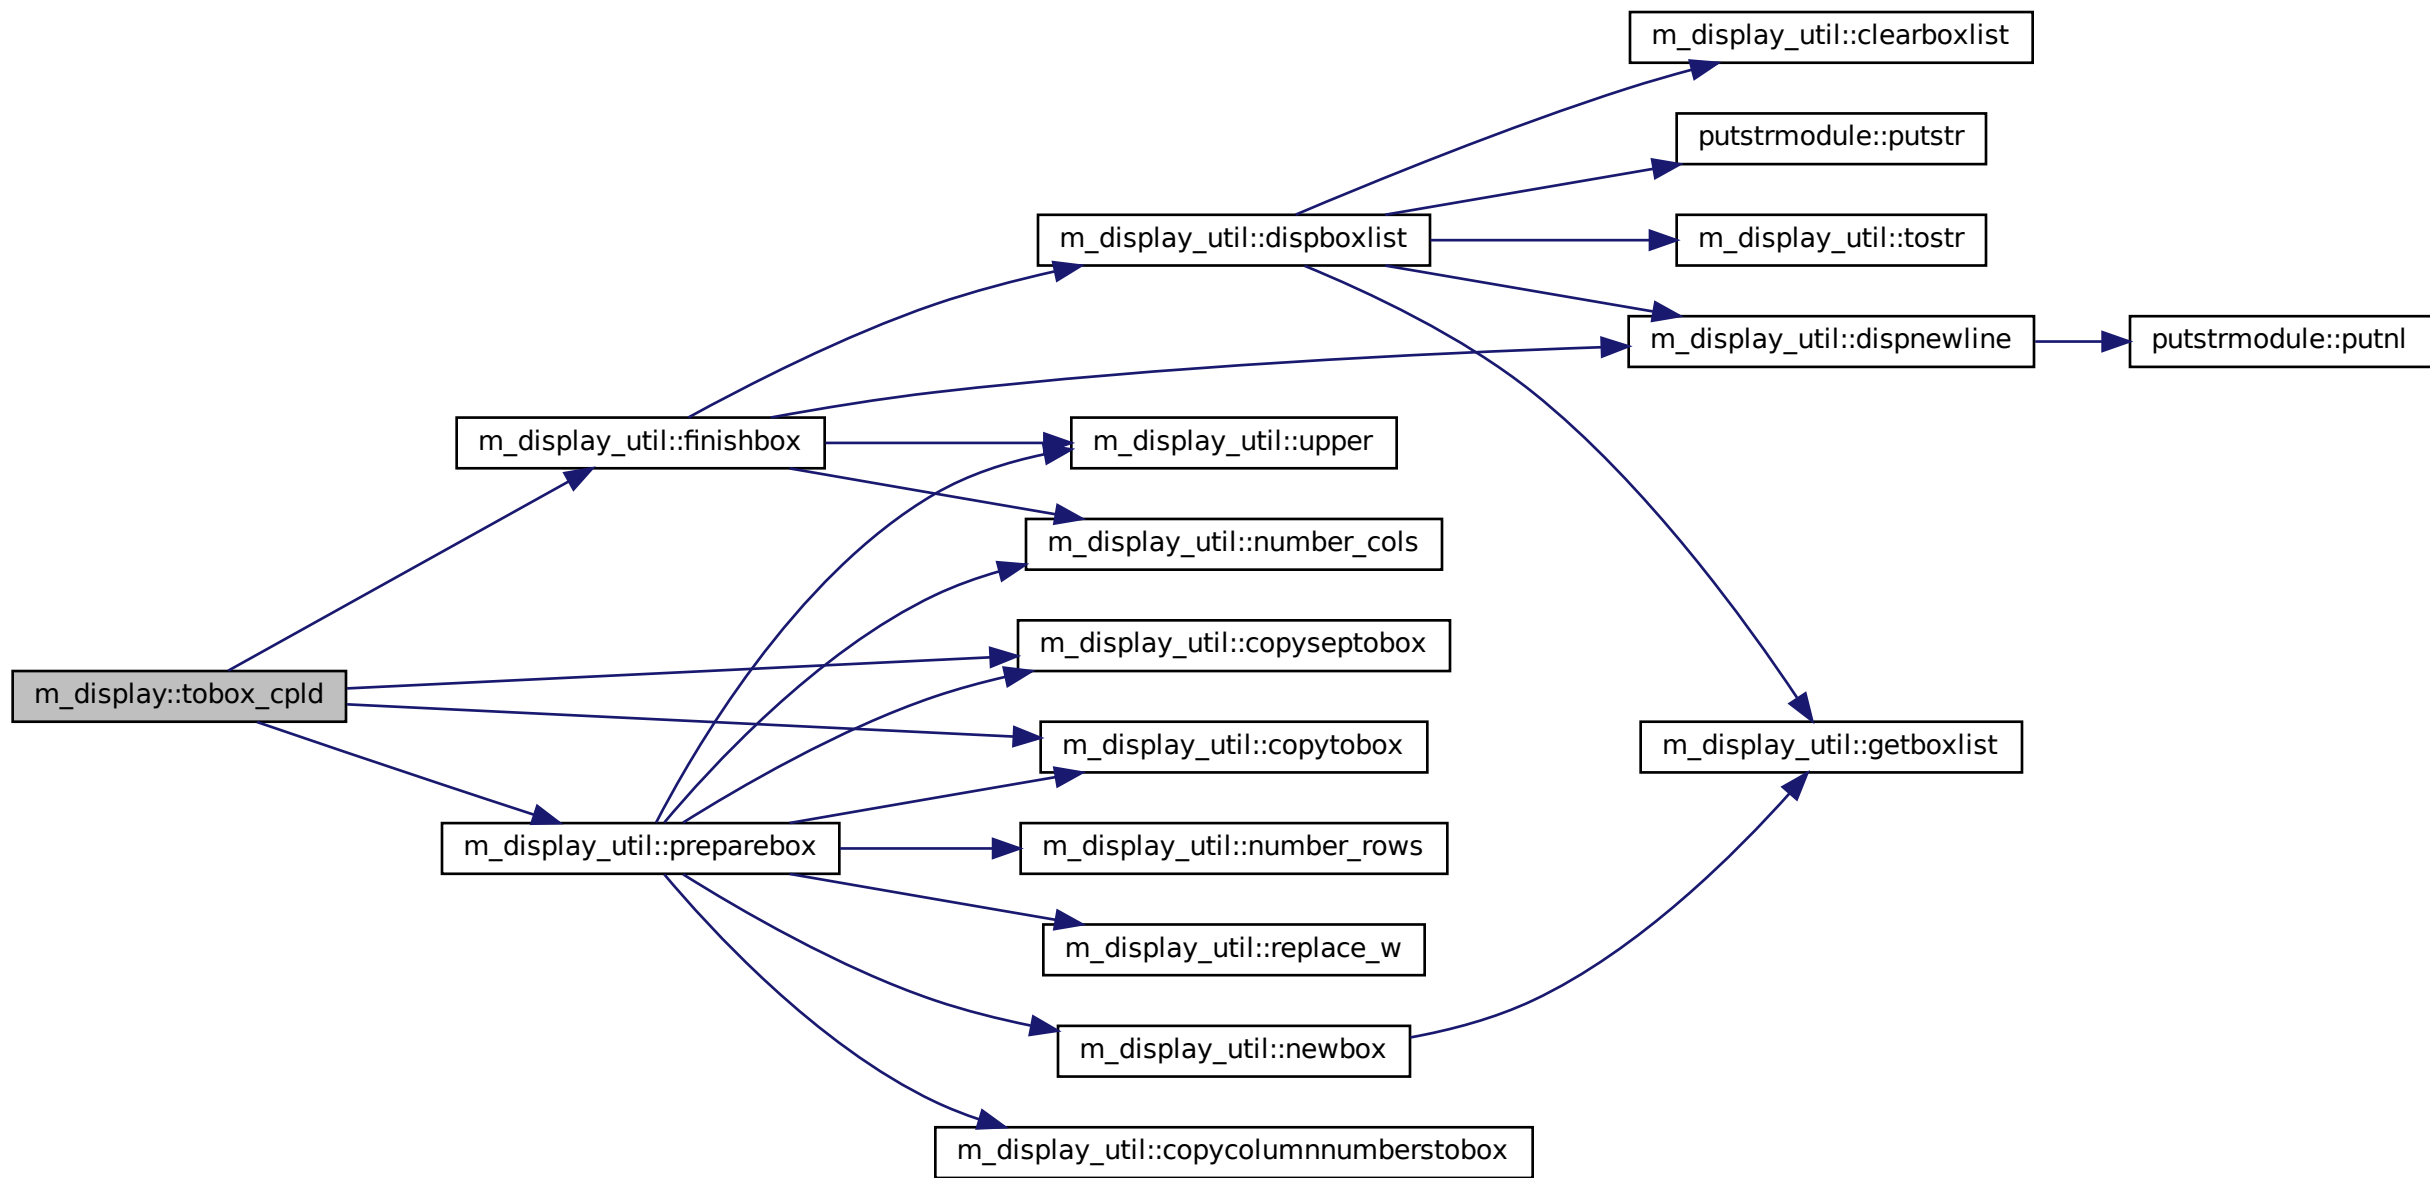 m_display_util::clearboxlist
putstrmodule::putstr
m_display_util::dispboxlist
m_display_util::tostr
m_display_util::dispnewline
putstrmodule::putnl
m_display_util::finishbox
m_display_util::upper
m_display_util::number_cols
m_display_util::copyseptobox
m_display::tobox_cpld
m_display_util::copytobox
m_display_util::getboxlist
m_display_util::preparebox
m_display_util::number_rows
m_display_util::replace_w
m_display_util::newbox
m_display_util::copycolumnnumberstobox